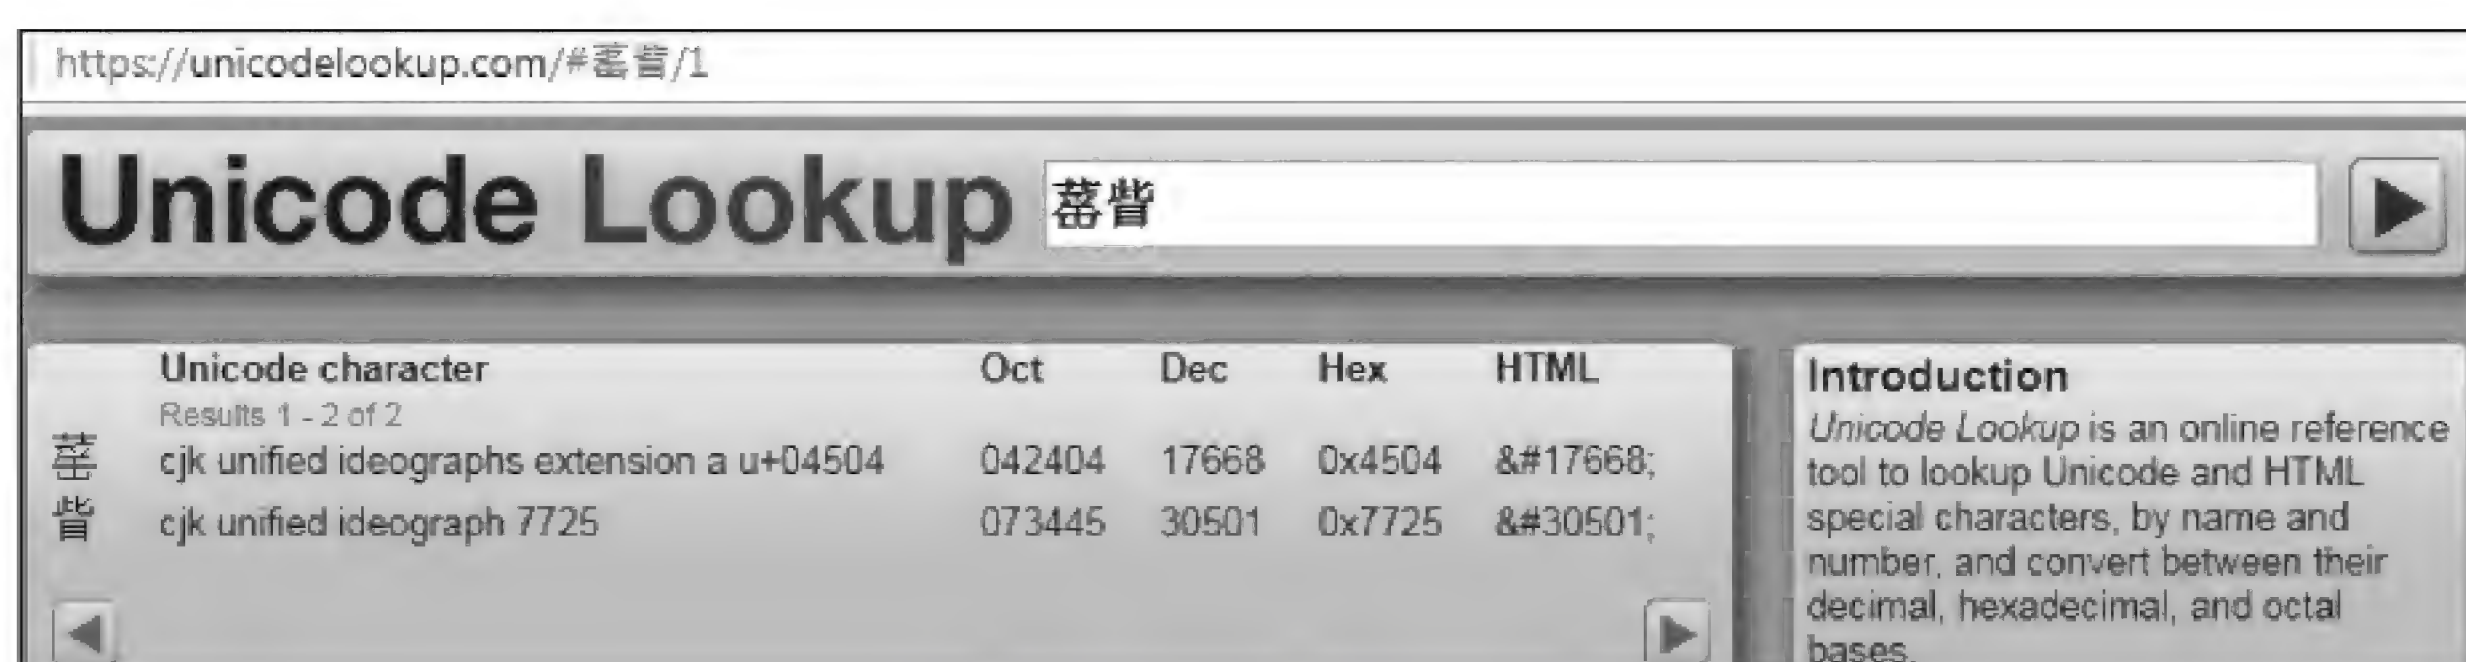 https://unicodelookup.com/#䔄眥/1
Unicode Lookup 䔄眥
Unicode character Oct Dec Hex HTML
Results 1 - 2 of 2
䔄 cjk unified ideographs extension a u+04504 042404 17668 0x4504 &#17668;
眥 cjk unified ideograph 7725 073445 30501 0x7725 &#30501;
Introduction
Unicode Lookup is an online reference
tool to lookup Unicode and HTML
special characters, by name and
number, and convert between their
decimal, hexadecimal, and octal
bases.